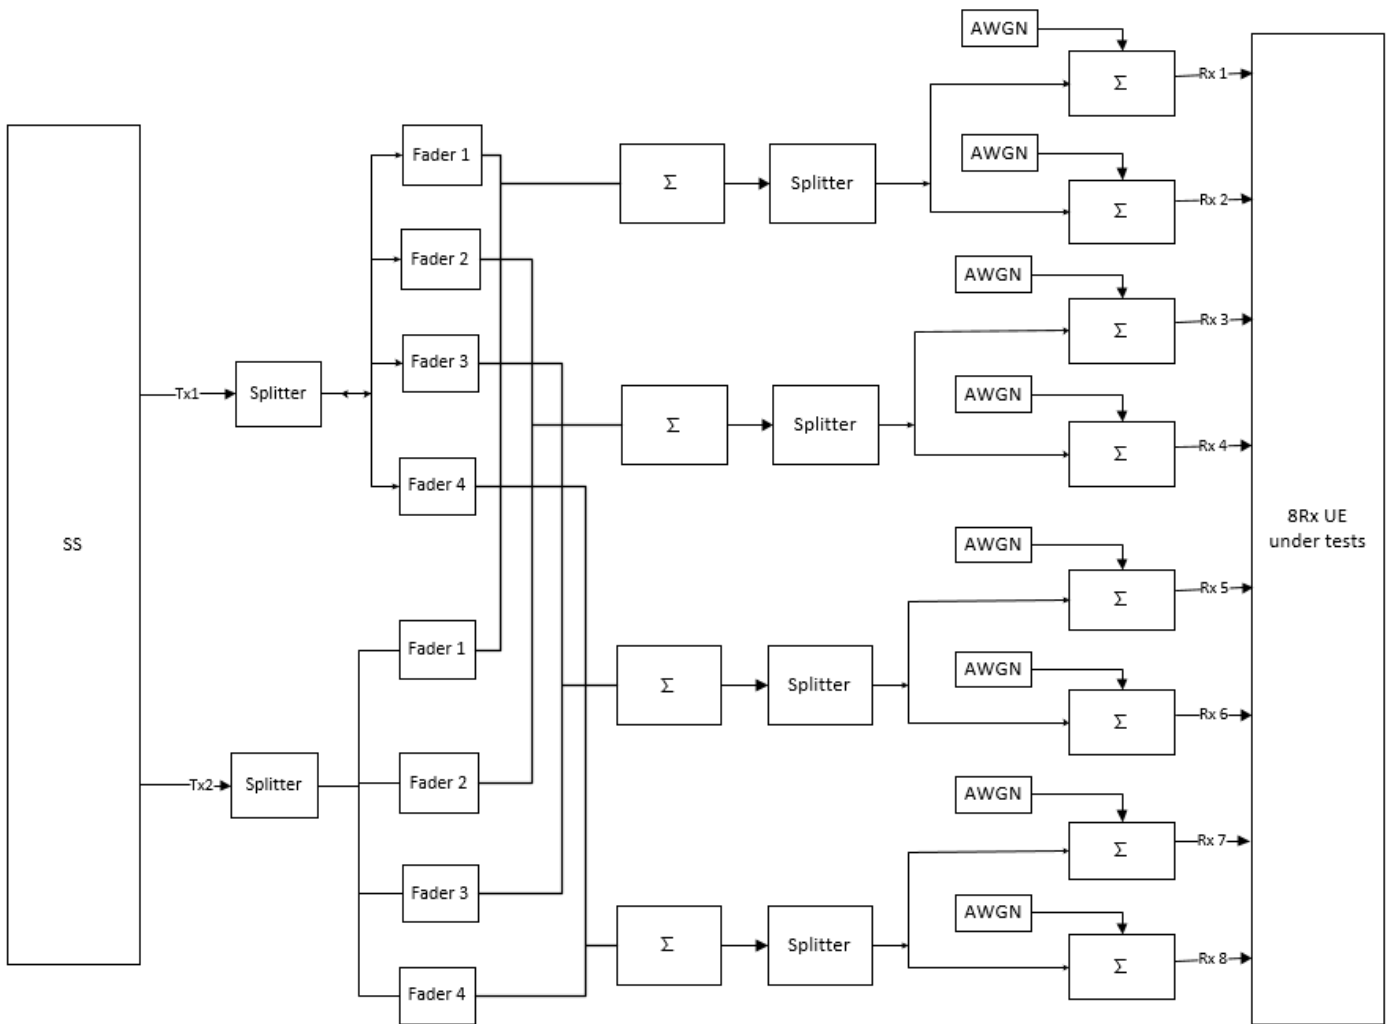 AWGN
Σ
Rx 1
Fader 1
AWGN
Σ
Splitter
Σ
Rx 2
Fader 2
AWGN
Σ
Rx 3
Fader 3
Tx1
Splitter
AWGN
Σ
Splitter
Σ
Rx 4
Fader 4
8Rx UE
under tests
SS
AWGN
Σ
Rx 5
Fader 1
AWGN
Σ
Splitter
Σ
Rx 6
Tx2
Splitter
Fader 2
AWGN
Σ
Rx 7
Fader 3
AWGN
Σ
Splitter
Σ
Rx 8
Fader 4